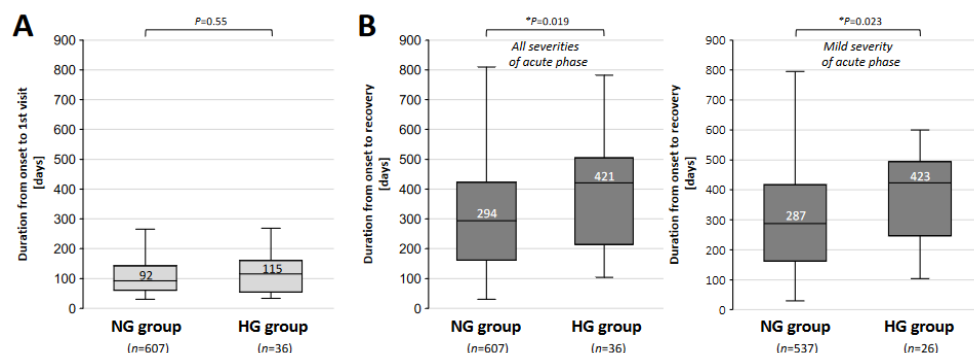 A
P=0.55
Duration from onset to 1st visit
[days]
900
800
700
600
500
400
300
200
100
0
92
115
NG group
HG group
(n=607)
(n=36)
B
*P=0.019
All severities
of acute phase
Duration from onset to recovery
[days]
900
800
700
600
500
400
300
200
100
0
294
421
NG group
HG group
(n=607)
(n=36)
*P=0.023
Mild severity
of acute phase
Duration from onset to recovery
[days]
900
800
700
600
500
400
300
200
100
0
287
423
NG group
HG group
(n=537)
(n=26)